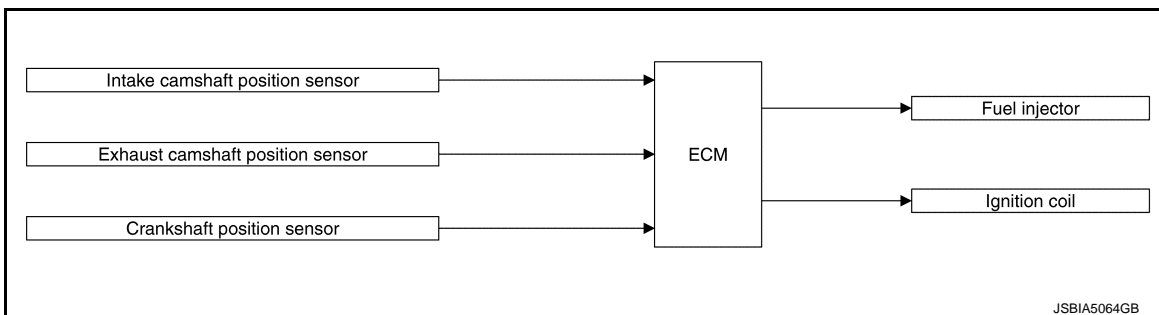 Intake camshaft position sensor
Exhaust camshaft position sensor
Crankshaft position sensor
ECM
Fuel injector
Ignition coil
JSBIA5064GB